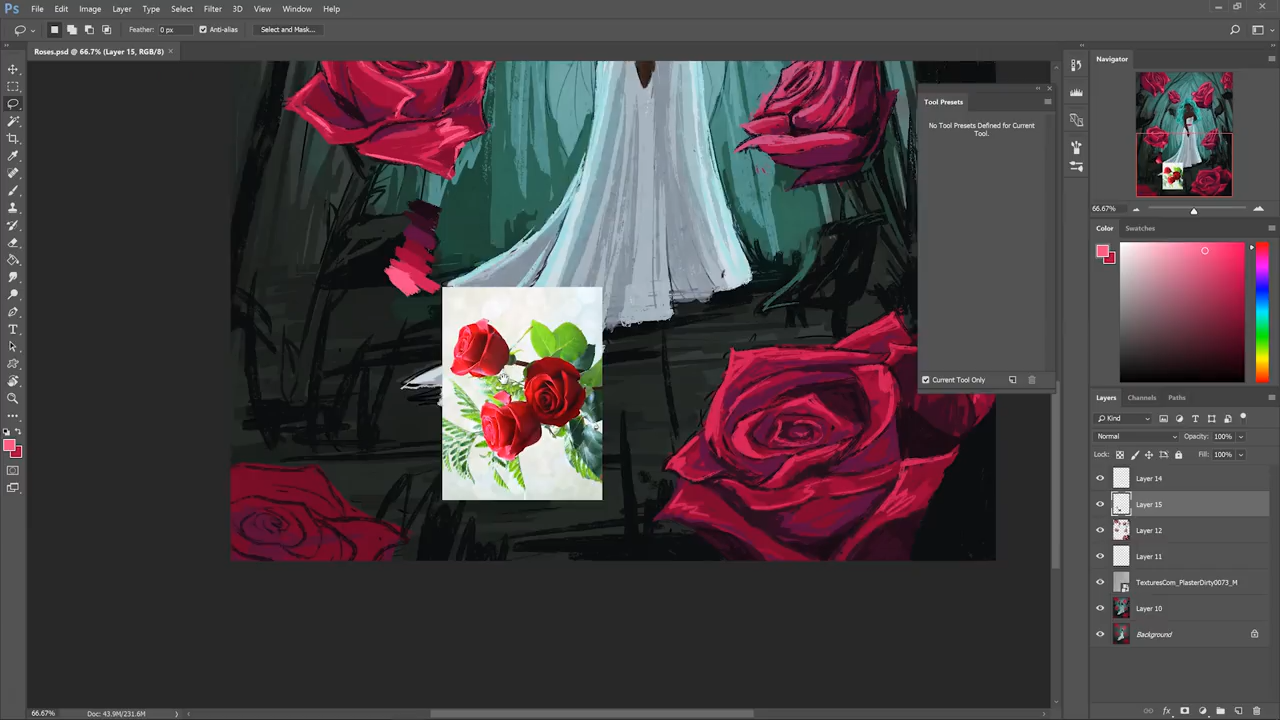 Ps File Edit Image Layer Type Select Filter 3D View Window Help
Feather: 0 px Anti-alias Select and Mask...
Roses.psd @ 66.7% (Layer 15, RGB/8) ×
Navigator
Tool Presets
No Tool Presets Defined for Current Tool.
Current Tool Only
66.67%
Color Swatches
Layers Channels Paths
Kind
Normal Opacity: 100%
Lock: Fill: 100%
Layer 14
Layer 15
Layer 12
Layer 11
TexturesCom_PlasterDirty0073_M
Layer 10
Background
fx
66.67% Doc: 43.9M/231.6M